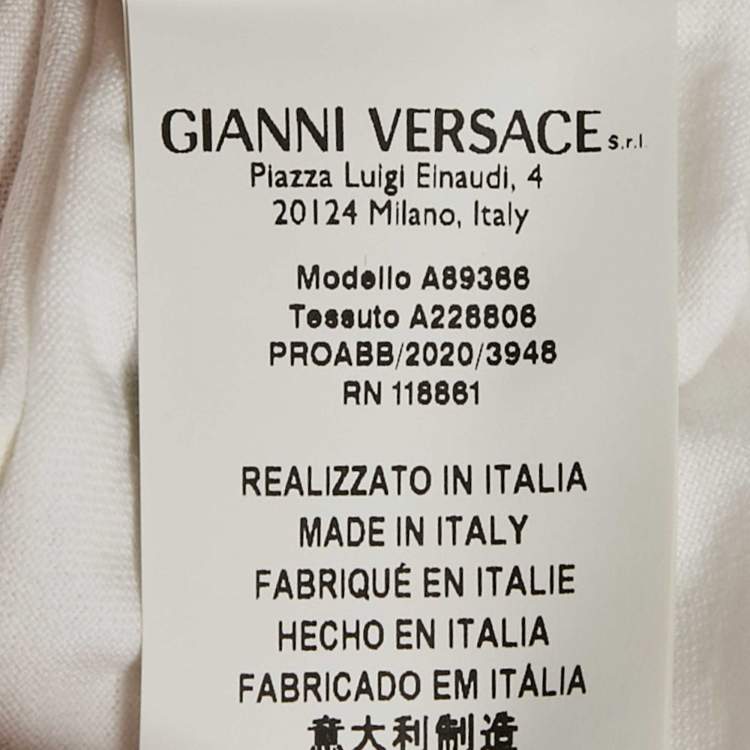 GIANNI VERSACE s.r.l.
Piazza Luigi Einaudi, 4
20124 Milano, Italy
Modello A89366
Tessuto A228806
PROABB/2020/3948
RN 118861
REALIZZATO IN ITALIA
MADE IN ITALY
FABRIQUÉ EN ITALIE
HECHO EN ITALIA
FABRICADO EM ITÁLIA
意大利制造